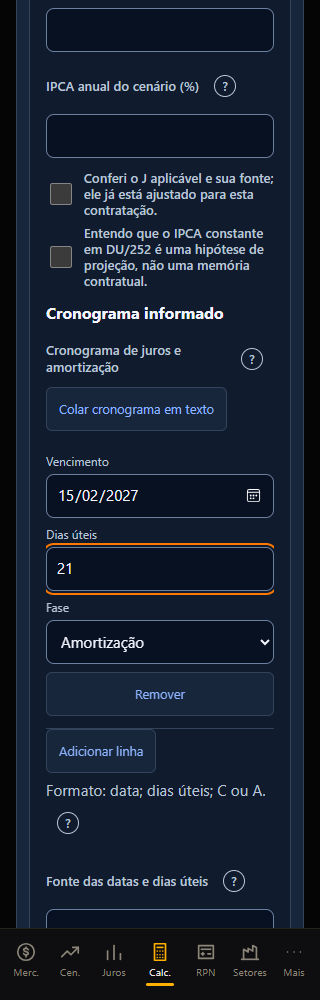 IPCA anual do cenário (%) ?
Conferi o J aplicável e sua fonte;
ele já está ajustado para esta
contratação.
Entendo que o IPCA constante
em DU/252 é uma hipótese de
projeção, não uma memória
contratual.
Cronograma informado
Cronograma de juros e
amortização ?
Colar cronograma em texto
Vencimento
15/02/2027
Dias úteis
21
Fase
Amortização
Remover
Adicionar linha
Formato: data; dias úteis; C ou A.
?
Fonte das datas e dias úteis ?
Merc. Cen. Juros Calc. RPN Setores Mais